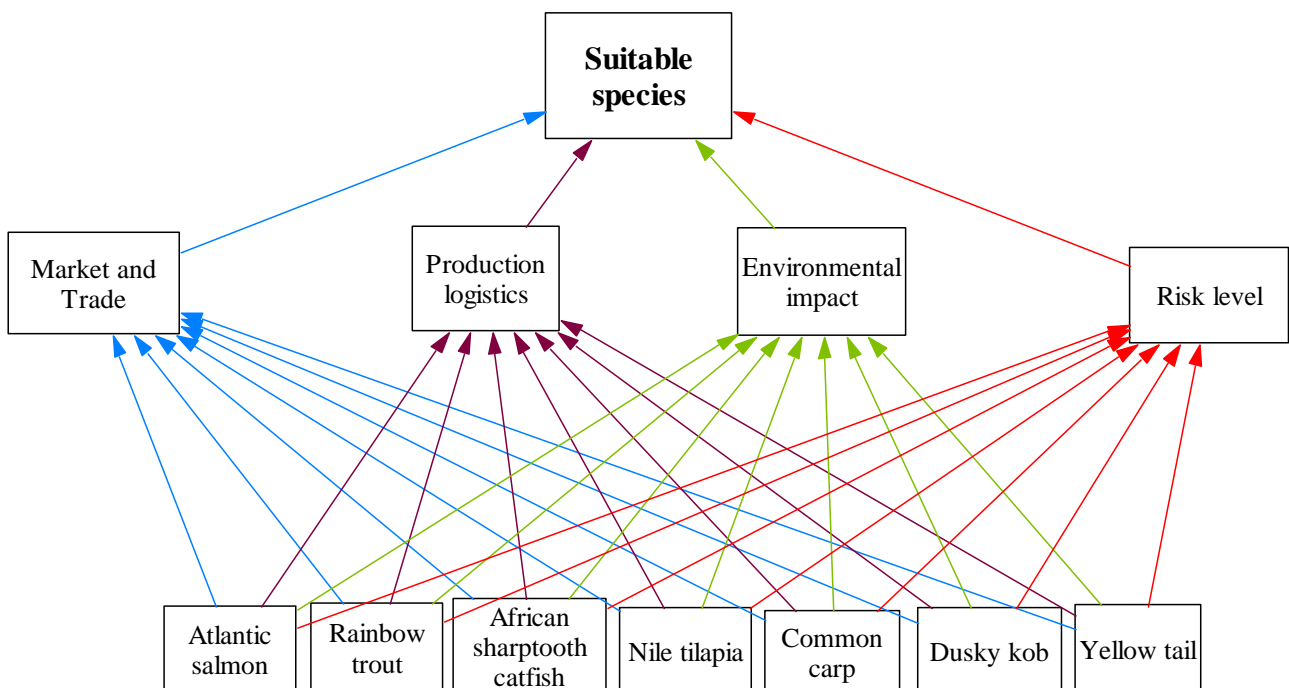 Suitable
species
Market and
Trade
Production
logistics
Environmental
impact
Risk level
Atlantic
salmon
Rainbow
trout
African
sharptooth
catfish
Nile tilapia
Common
carp
Dusky kob
Yellow tail